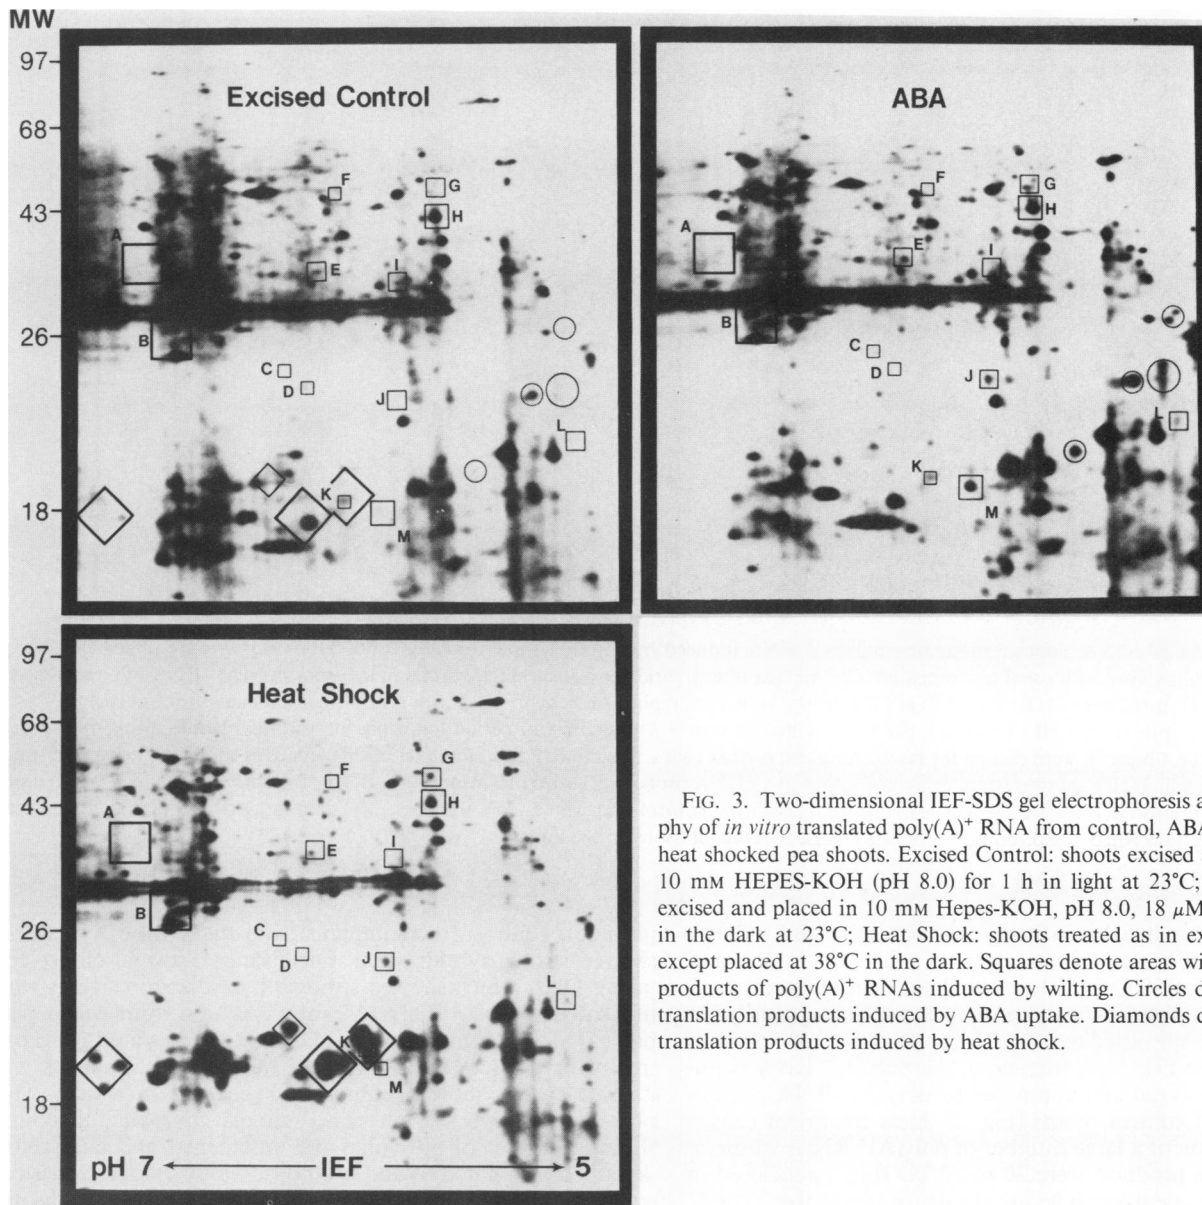 MW
97
68
43
26
18
Excised Control
A
B
C
D
E
F
G
H
I
J
K
L
M
ABA
A
B
C
D
E
F
G
H
I
J
K
L
M
97
68
43
26
18
Heat Shock
A
B
C
D
E
F
G
H
I
J
K
L
M
pH 7 IEF 5
FIG. 3. Two-dimensional IEF-SDS gel electrophoresis
phy of in vitro translated poly(A)+ RNA from control, ABA
heat shocked pea shoots. Excised Control: shoots excised
10 mM HEPES-KOH (pH 8.0) for 1 h in light at 23°C;
excised and placed in 10 mM Hepes-KOH, pH 8.0, 18 μM
in the dark at 23°C; Heat Shock: shoots treated as in
except placed at 38°C in the dark. Squares denote areas
products of poly(A)+ RNAs induced by wilting. Circles
translation products induced by ABA uptake. Diamonds
translation products induced by heat shock.